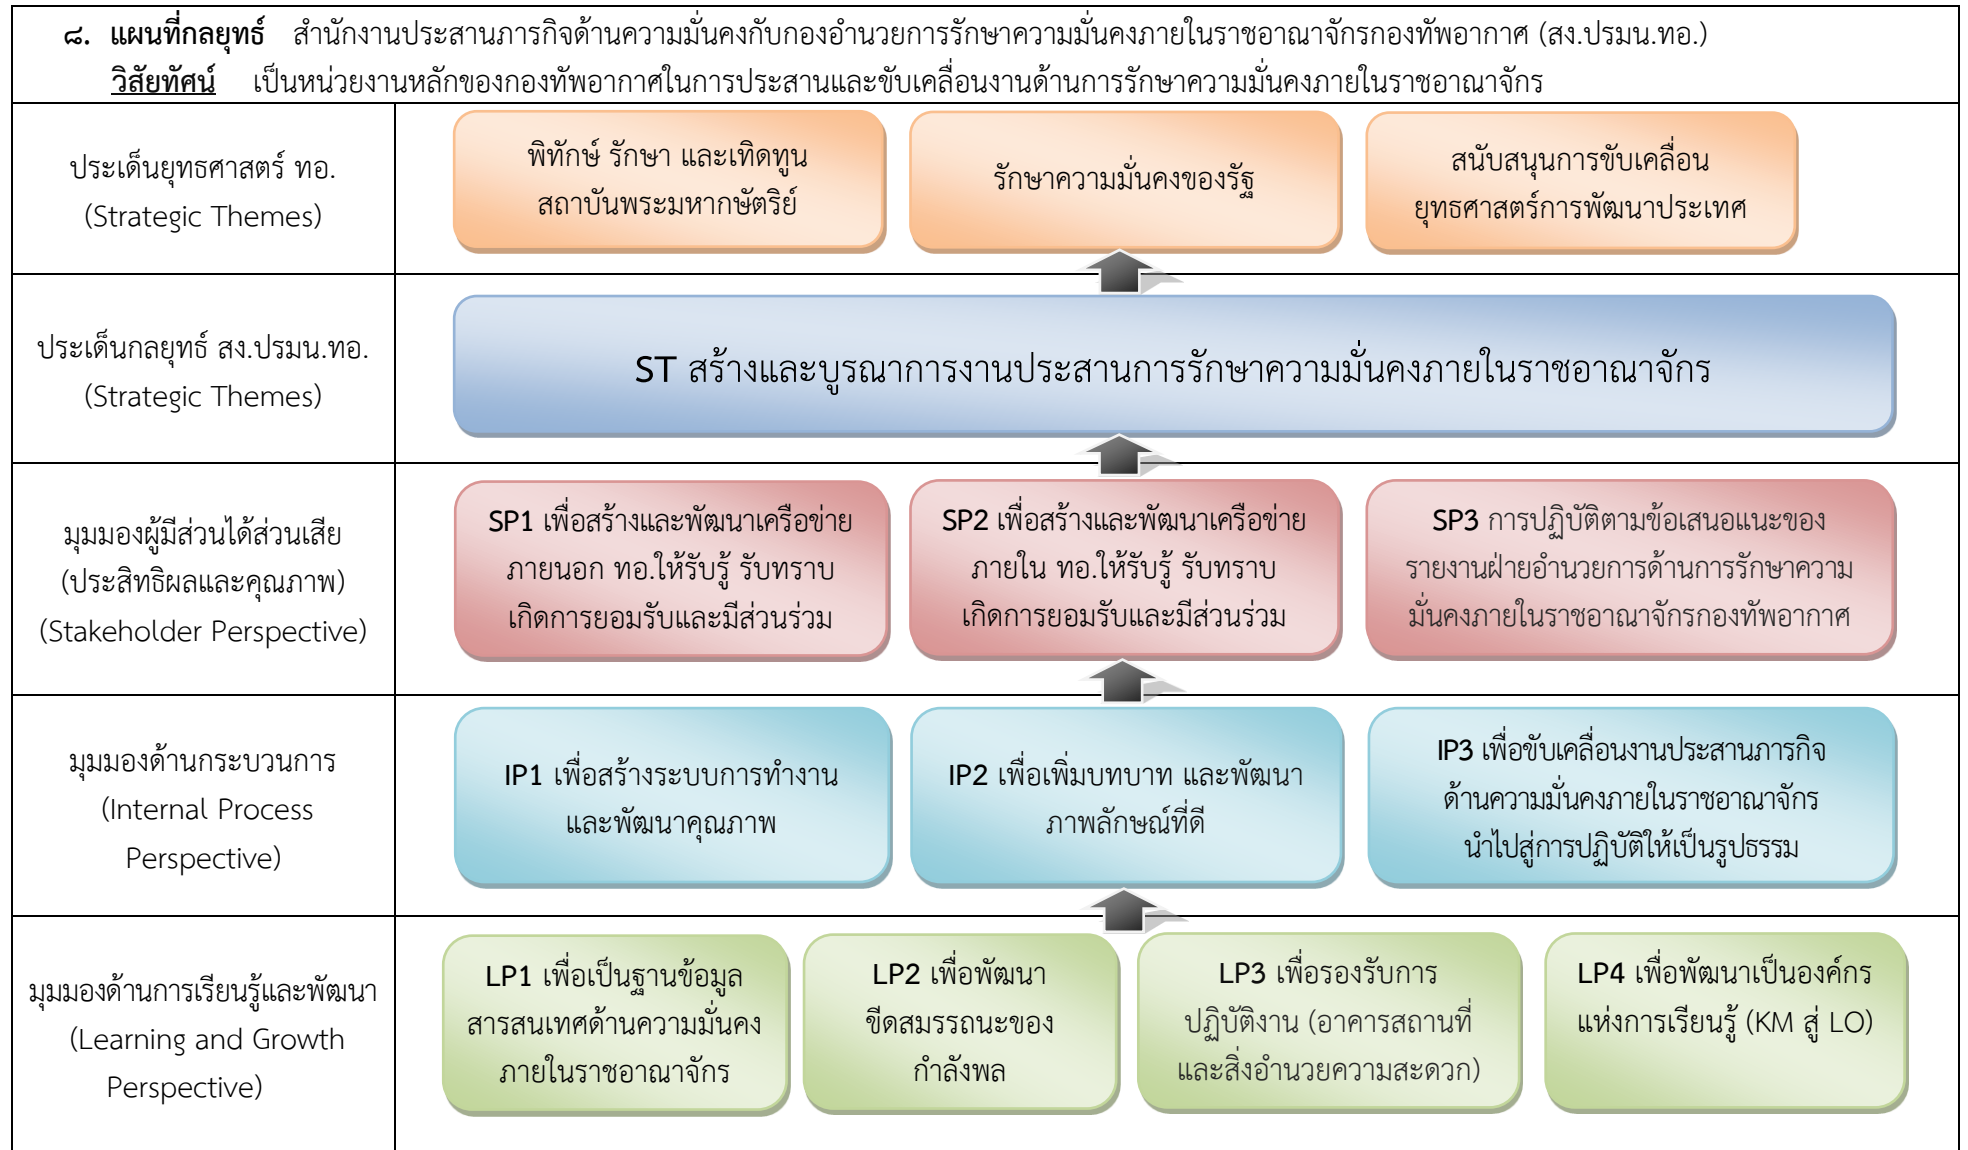 ๘. แผนที่กลยุทธ์ สำนักงานประสานภารกิจด้านความมั่นคงกับกองอำนวยการรักษาความมั่นคงภายในราชอาณาจักรกองทัพอากาศ (สง.ปรมน.ทอ.)
วิสัยทัศน์ เป็นหน่วยงานหลักของกองทัพอากาศในการประสานและขับเคลื่อนงานด้านการรักษาความมั่นคงภายในราชอาณาจักร
ประเด็นยุทธศาสตร์ ทอ.
(Strategic Themes)
พิทักษ์ รักษา และเทิดทูน
สถาบันพระมหากษัตริย์
รักษาความมั่นคงของรัฐ
สนับสนุนการขับเคลื่อน
ยุทธศาสตร์การพัฒนาประเทศ
ประเด็นกลยุทธ์ สง.ปรมน.ทอ.
(Strategic Themes)
ST สร้างและบูรณาการงานประสานการรักษาความมั่นคงภายในราชอาณาจักร
มุมมองผู้มีส่วนได้ส่วนเสีย
(ประสิทธิผลและคุณภาพ)
(Stakeholder Perspective)
SP1 เพื่อสร้างและพัฒนาเครือข่าย
ภายนอก ทอ.ให้รับรู้ รับทราบ
เกิดการยอมรับและมีส่วนร่วม
SP2 เพื่อสร้างและพัฒนาเครือข่าย
ภายใน ทอ.ให้รับรู้ รับทราบ
เกิดการยอมรับและมีส่วนร่วม
SP3 การปฏิบัติตามข้อเสนอแนะของ
รายงานฝ่ายอำนวยการด้านการรักษาความ
มั่นคงภายในราชอาณาจักรกองทัพอากาศ
มุมมองด้านกระบวนการ
(Internal Process
Perspective)
IP1 เพื่อสร้างระบบการทำงาน
และพัฒนาคุณภาพ
IP2 เพื่อเพิ่มบทบาท และพัฒนา
ภาพลักษณ์ที่ดี
IP3 เพื่อขับเคลื่อนงานประสานภารกิจ
ด้านความมั่นคงภายในราชอาณาจักร
นำไปสู่การปฏิบัติให้เป็นรูปธรรม
มุมมองด้านการเรียนรู้และพัฒนา
(Learning and Growth
Perspective)
LP1 เพื่อเป็นฐานข้อมูล
สารสนเทศด้านความมั่นคง
ภายในราชอาณาจักร
LP2 เพื่อพัฒนา
ขีดสมรรถนะของ
กำลังพล
LP3 เพื่อรองรับการ
ปฏิบัติงาน (อาคารสถานที่
และสิ่งอำนวยความสะดวก)
LP4 เพื่อพัฒนาเป็นองค์กร
แห่งการเรียนรู้ (KM สู่ LO)